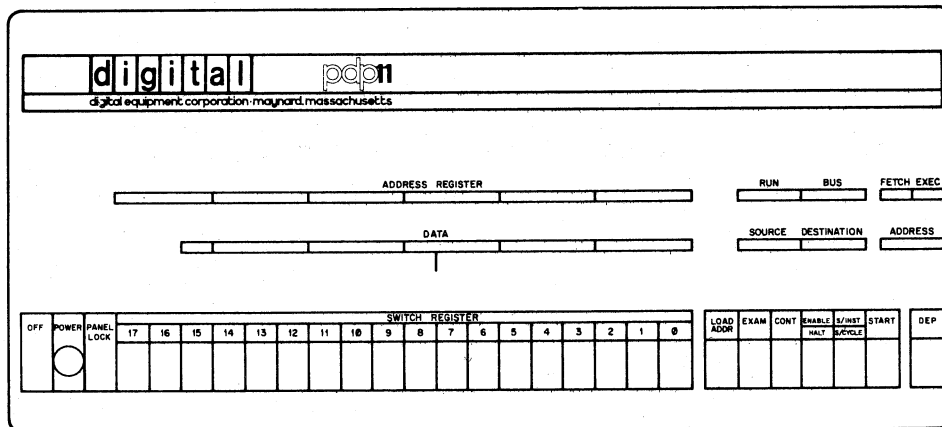 digital pdp11
digital equipment corporation · maynard, massachusetts
ADDRESS REGISTER RUN BUS FETCH EXEC
DATA SOURCE DESTINATION ADDRESS
SWITCH REGISTER
OFF POWER PANEL LOCK 17 16 15 14 13 12 11 10 9 8 7 6 5 4 3 2 1 0 LOAD ADDR EXAM CONT ENABLE HALT S/INST S/CYCLE START DEP